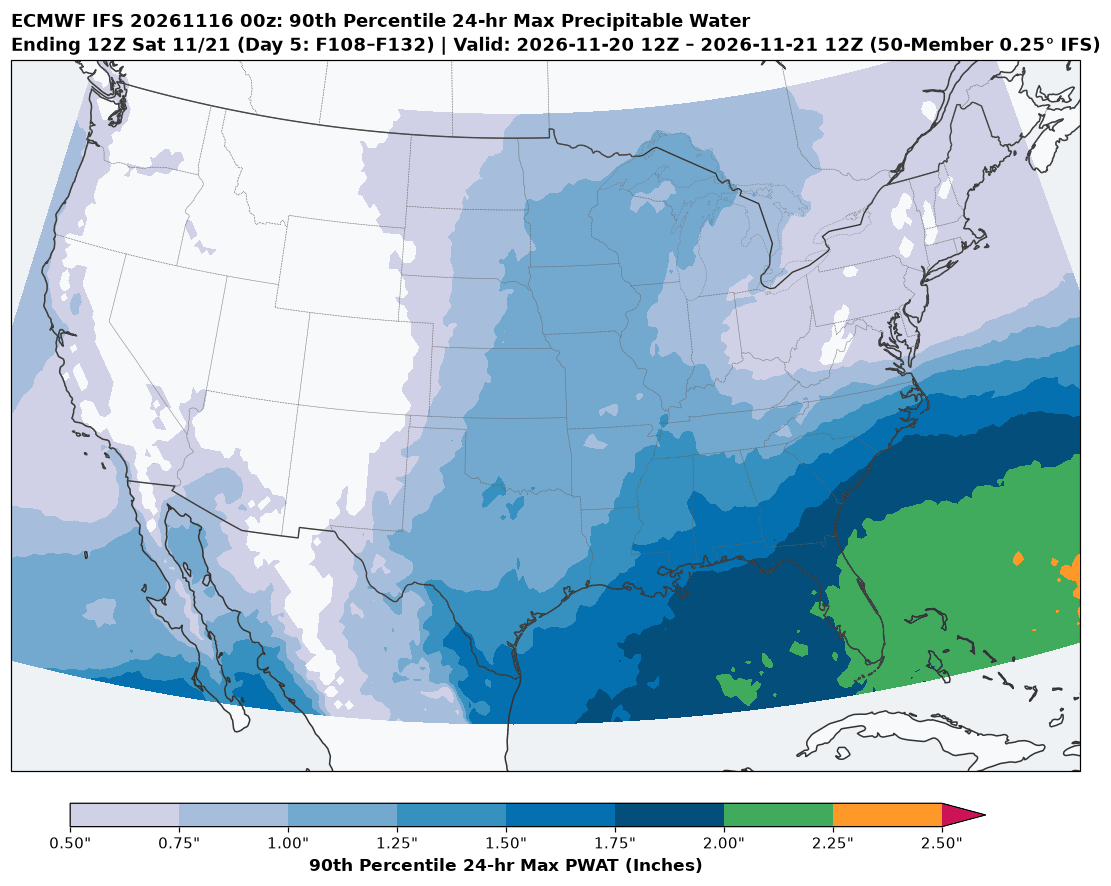 ECMWF IFS 20261116 00z: 90th Percentile 24-hr Max Precipitable Water
Ending 12Z Sat 11/21 (Day 5: F108–F132) | Valid: 2026-11-20 12Z – 2026-11-21 12Z (50-Member 0.25° IFS)
0.50" 0.75" 1.00" 1.25" 1.50" 1.75" 2.00" 2.25" 2.50"
90th Percentile 24-hr Max PWAT (Inches)